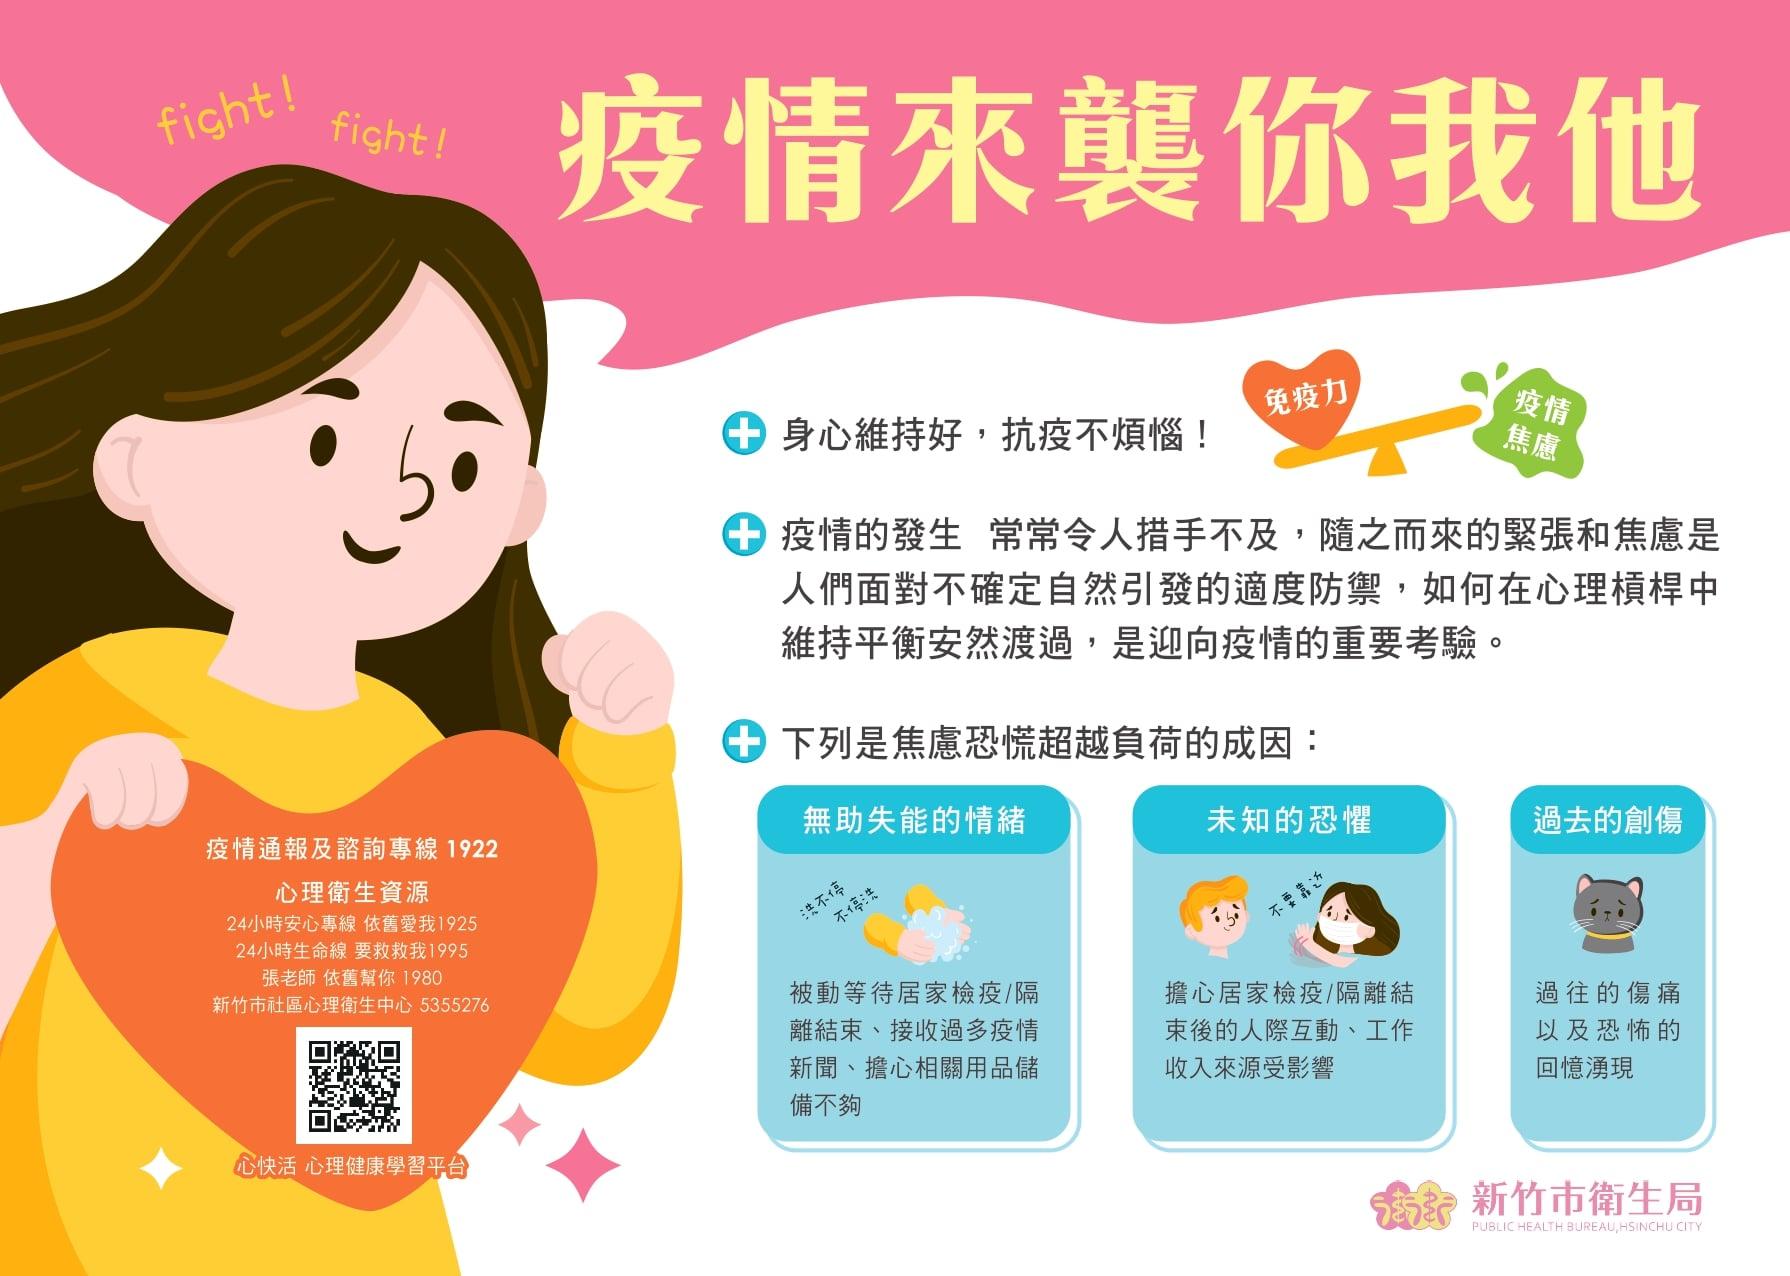 fight!
fight!
疫情來襲你我他
身心維持好，抗疫不煩惱！
免疫力
疫情
焦慮
疫情的發生 常常令人措手不及，隨之而來的緊張和焦慮是
人們面對不確定自然引發的適度防禦，如何在心理槓桿中
維持平衡安然渡過，是迎向疫情的重要考驗。
下列是焦慮恐慌超越負荷的成因：
無助失能的情緒
洗不停
不停洗
被動等待居家檢疫/隔
離結束、接收過多疫情
新聞、擔心相關用品儲
備不夠
未知的恐懼
不要靠近
擔心居家檢疫/隔離結
束後的人際互動、工作
收入來源受影響
過去的創傷
過往的傷痛
以及恐怖的
回憶湧現
疫情通報及諮詢專線 1922
心理衛生資源
24小時安心專線 依舊愛我1925
24小時生命線 要救救我1995
張老師 依舊幫你 1980
新竹市社區心理衛生中心 5355276
心快活 心理健康學習平台
新竹市衛生局
PUBLIC HEALTH BUREAU,HSINCHU CITY